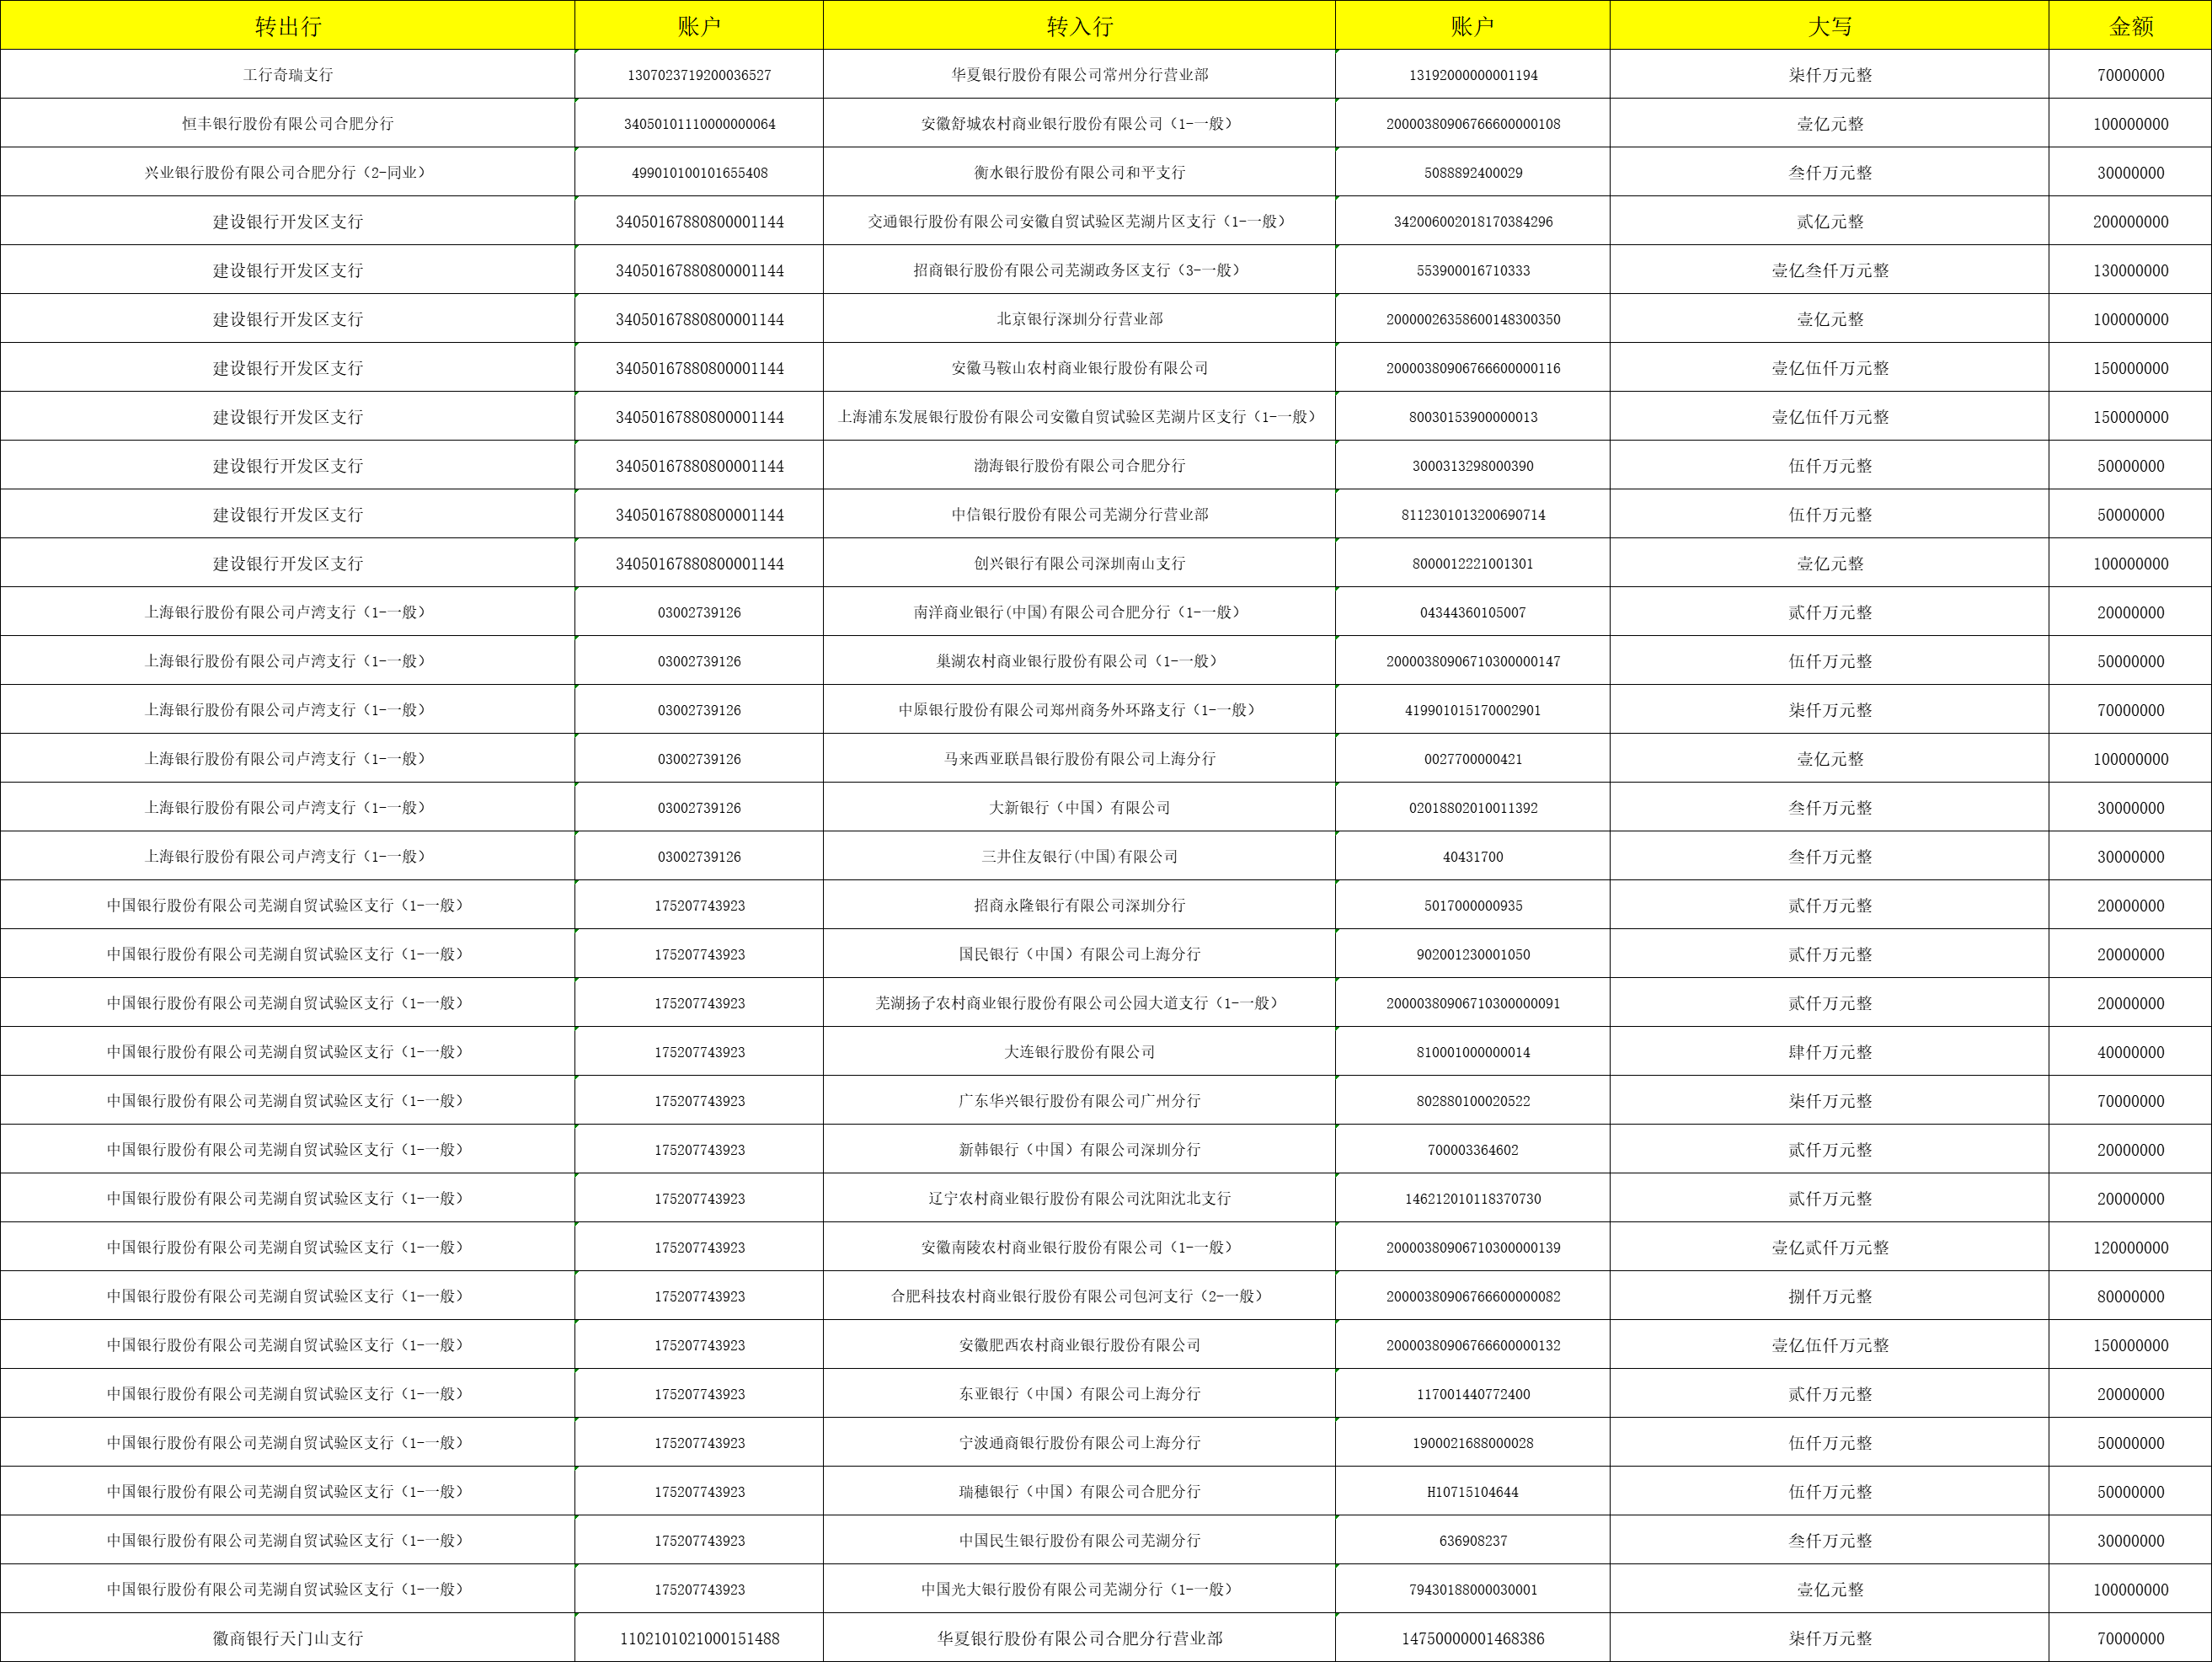 转出行 账户 转入行 账户 大写 金额
工行奇瑞支行 1307023719200036527 华夏银行股份有限公司常州分行营业部 13192000000001194 柒仟万元整 70000000
恒丰银行股份有限公司合肥分行 34050101110000000064 安徽舒城农村商业银行股份有限公司（1-一般） 20000380906766600000108 壹亿元整 100000000
兴业银行股份有限公司合肥分行（2-同业） 499010100101655408 衡水银行股份有限公司和平支行 5088892400029 叁仟万元整 30000000
建设银行开发区支行 34050167880800001144 交通银行股份有限公司安徽自贸试验区芜湖片区支行（1-一般） 342006002018170384296 贰亿元整 200000000
建设银行开发区支行 34050167880800001144 招商银行股份有限公司芜湖政务区支行（3-一般） 553900016710333 壹亿叁仟万元整 130000000
建设银行开发区支行 34050167880800001144 北京银行深圳分行营业部 20000026358600148300350 壹亿元整 100000000
建设银行开发区支行 34050167880800001144 安徽马鞍山农村商业银行股份有限公司 20000380906766600000116 壹亿伍仟万元整 150000000
建设银行开发区支行 34050167880800001144 上海浦东发展银行股份有限公司安徽自贸试验区芜湖片区支行（1-一般） 80030153900000013 壹亿伍仟万元整 150000000
建设银行开发区支行 34050167880800001144 渤海银行股份有限公司合肥分行 3000313298000390 伍仟万元整 50000000
建设银行开发区支行 34050167880800001144 中信银行股份有限公司芜湖分行营业部 8112301013200690714 伍仟万元整 50000000
建设银行开发区支行 34050167880800001144 创兴银行有限公司深圳南山支行 8000012221001301 壹亿元整 100000000
上海银行股份有限公司卢湾支行（1-一般） 03002739126 南洋商业银行(中国)有限公司合肥分行（1-一般） 04344360105007 贰仟万元整 20000000
上海银行股份有限公司卢湾支行（1-一般） 03002739126 巢湖农村商业银行股份有限公司（1-一般） 20000380906710300000147 伍仟万元整 50000000
上海银行股份有限公司卢湾支行（1-一般） 03002739126 中原银行股份有限公司郑州商务外环路支行（1-一般） 419901015170002901 柒仟万元整 70000000
上海银行股份有限公司卢湾支行（1-一般） 03002739126 马来西亚联昌银行股份有限公司上海分行 0027700000421 壹亿元整 100000000
上海银行股份有限公司卢湾支行（1-一般） 03002739126 大新银行（中国）有限公司 02018802010011392 叁仟万元整 30000000
上海银行股份有限公司卢湾支行（1-一般） 03002739126 三井住友银行(中国)有限公司 40431700 叁仟万元整 30000000
中国银行股份有限公司芜湖自贸试验区支行（1-一般） 175207743923 招商永隆银行有限公司深圳分行 5017000000935 贰仟万元整 20000000
中国银行股份有限公司芜湖自贸试验区支行（1-一般） 175207743923 国民银行（中国）有限公司上海分行 902001230001050 贰仟万元整 20000000
中国银行股份有限公司芜湖自贸试验区支行（1-一般） 175207743923 芜湖扬子农村商业银行股份有限公司公园大道支行（1-一般） 20000380906710300000091 贰仟万元整 20000000
中国银行股份有限公司芜湖自贸试验区支行（1-一般） 175207743923 大连银行股份有限公司 810001000000014 肆仟万元整 40000000
中国银行股份有限公司芜湖自贸试验区支行（1-一般） 175207743923 广东华兴银行股份有限公司广州分行 802880100020522 柒仟万元整 70000000
中国银行股份有限公司芜湖自贸试验区支行（1-一般） 175207743923 新韩银行（中国）有限公司深圳分行 700003364602 贰仟万元整 20000000
中国银行股份有限公司芜湖自贸试验区支行（1-一般） 175207743923 辽宁农村商业银行股份有限公司沈阳沈北支行 146212010118370730 贰仟万元整 20000000
中国银行股份有限公司芜湖自贸试验区支行（1-一般） 175207743923 安徽南陵农村商业银行股份有限公司（1-一般） 20000380906710300000139 壹亿贰仟万元整 120000000
中国银行股份有限公司芜湖自贸试验区支行（1-一般） 175207743923 合肥科技农村商业银行股份有限公司包河支行（2-一般） 20000380906766600000082 捌仟万元整 80000000
中国银行股份有限公司芜湖自贸试验区支行（1-一般） 175207743923 安徽肥西农村商业银行股份有限公司 20000380906766600000132 壹亿伍仟万元整 150000000
中国银行股份有限公司芜湖自贸试验区支行（1-一般） 175207743923 东亚银行（中国）有限公司上海分行 117001440772400 贰仟万元整 20000000
中国银行股份有限公司芜湖自贸试验区支行（1-一般） 175207743923 宁波通商银行股份有限公司上海分行 1900021688000028 伍仟万元整 50000000
中国银行股份有限公司芜湖自贸试验区支行（1-一般） 175207743923 瑞穗银行（中国）有限公司合肥分行 H10715104644 伍仟万元整 50000000
中国银行股份有限公司芜湖自贸试验区支行（1-一般） 175207743923 中国民生银行股份有限公司芜湖分行 636908237 叁仟万元整 30000000
中国银行股份有限公司芜湖自贸试验区支行（1-一般） 175207743923 中国光大银行股份有限公司芜湖分行（1-一般） 79430188000030001 壹亿元整 100000000
徽商银行天门山支行 1102101021000151488 华夏银行股份有限公司合肥分行营业部 14750000001468386 柒仟万元整 70000000